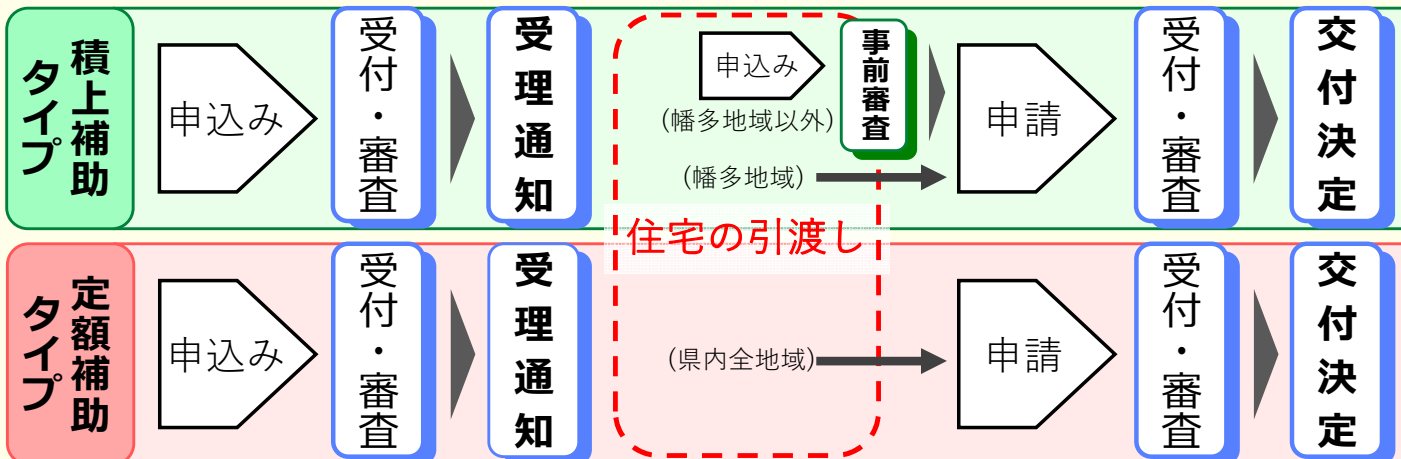 積上補助
タイプ
申込み
受付・審査
受理通知
申込み
(幡多地域以外)
事前審査
(幡多地域)
申請
受付・審査
交付決定
住宅の引渡し
定額補助
タイプ
申込み
受付・審査
受理通知
(県内全地域)
申請
受付・審査
交付決定